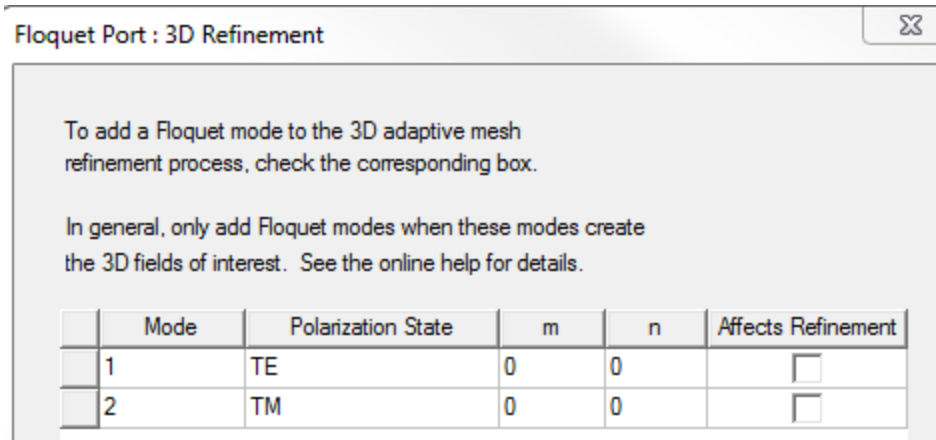 Floquet Port : 3D Refinement
To add a Floquet mode to the 3D adaptive mesh
refinement process, check the corresponding box.
In general, only add Floquet modes when these modes create
the 3D fields of interest. See the online help for details.
Mode Polarization State m n Affects Refinement
1 TE 0 0
2 TM 0 0